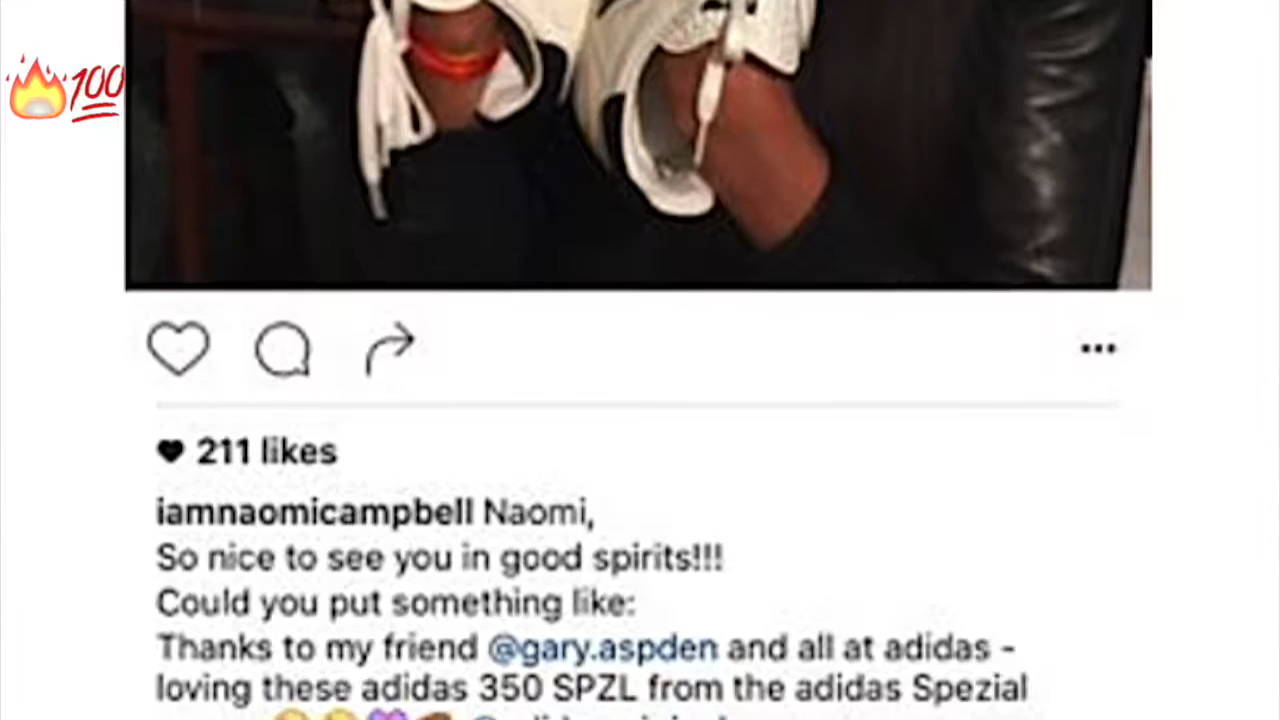 211 likes
iamnaomicampbell Naomi,
So nice to see you in good spirits!!!
Could you put something like:
Thanks to my friend @gary.aspden and all at adidas -
loving these adidas 350 SPZL from the adidas Spezial